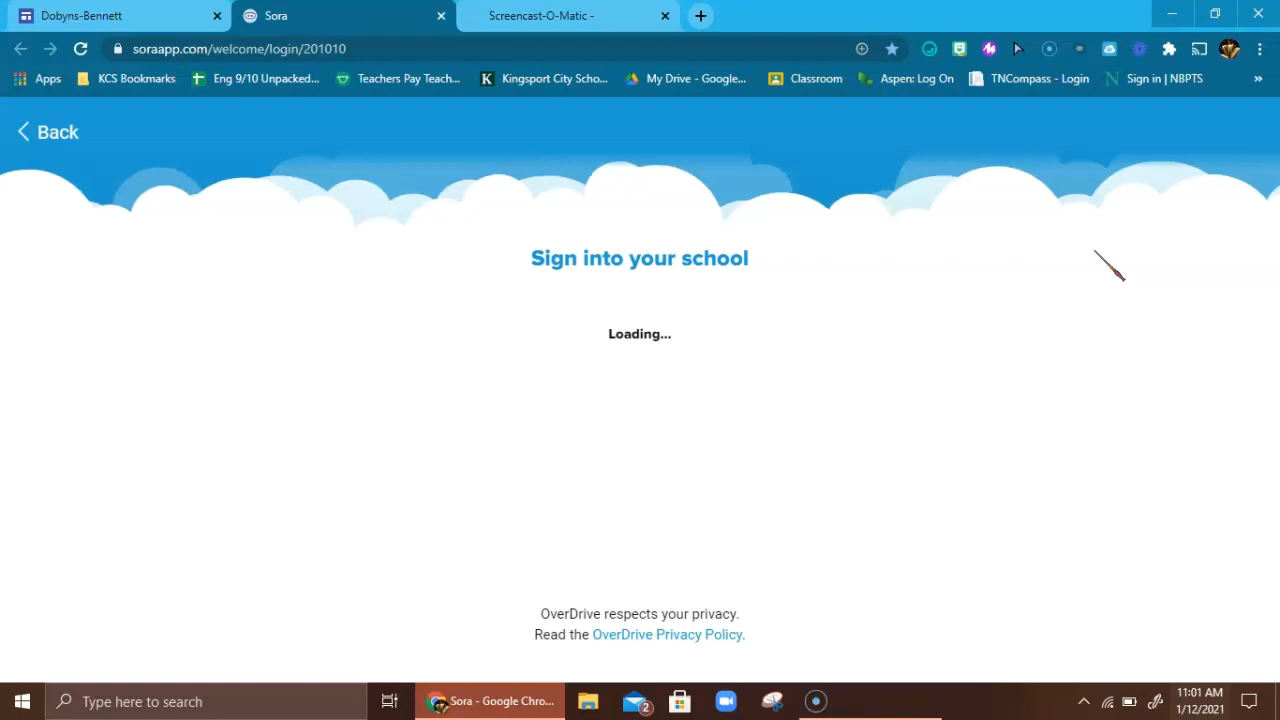 Dobyns-Bennett
Sora
Screencast-O-Matic -
soraapp.com/welcome/login/201010
Apps
KCS Bookmarks
Eng 9/10 Unpacked...
Teachers Pay Teach...
K
Kingsport City Scho...
My Drive - Google...
Classroom
Aspen: Log On
TNCompass - Login
N
Sign in | NBPTS
»
Back
Sign into your school
Loading...
OverDrive respects your privacy.
Read the OverDrive Privacy Policy.
Type here to search
Sora - Google Chro...
2
11:01 AM
1/12/2021